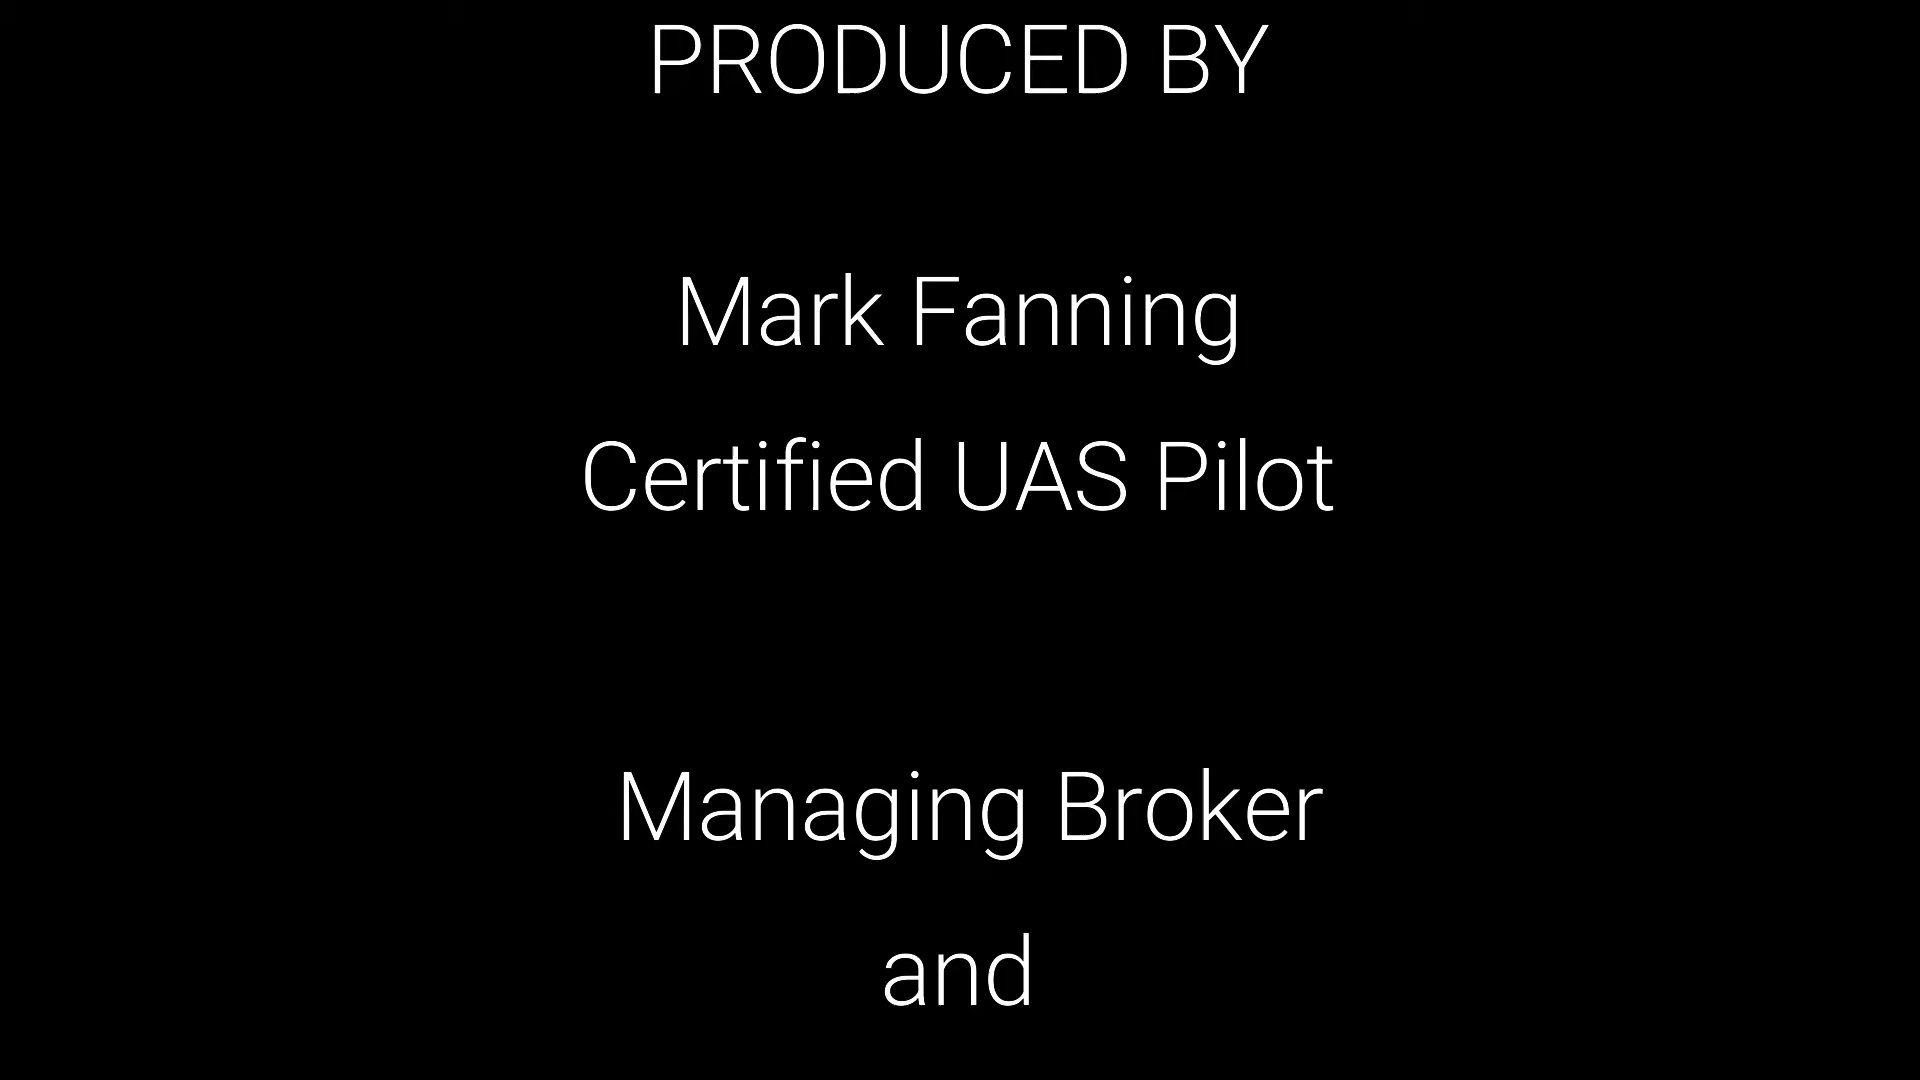 PRODUCED BY
Mark Fanning
Certified UAS Pilot
Managing Broker
and